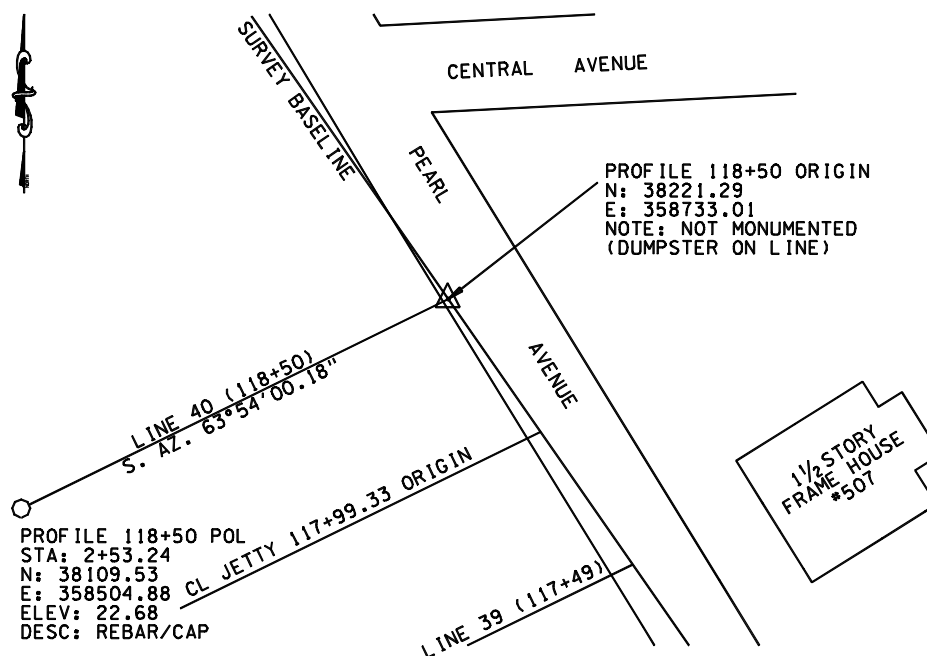 CENTRAL AVENUE
SURVEY BASELINE
PEARL
AVENUE
PROFILE 118+50 ORIGIN
N: 38221.29
E: 358733.01
NOTE: NOT MONUMENTED
(DUMPSTER ON LINE)
LINE 40 (118+50)
S. AZ. 63°54'00.18"
1½ STORY
FRAME HOUSE
#507
CL JETTY 117+99.33 ORIGIN
PROFILE 118+50 POL
STA: 2+53.24
N: 38109.53
E: 358504.88
ELEV: 22.68
DESC: REBAR/CAP
LINE 39 (117+49)